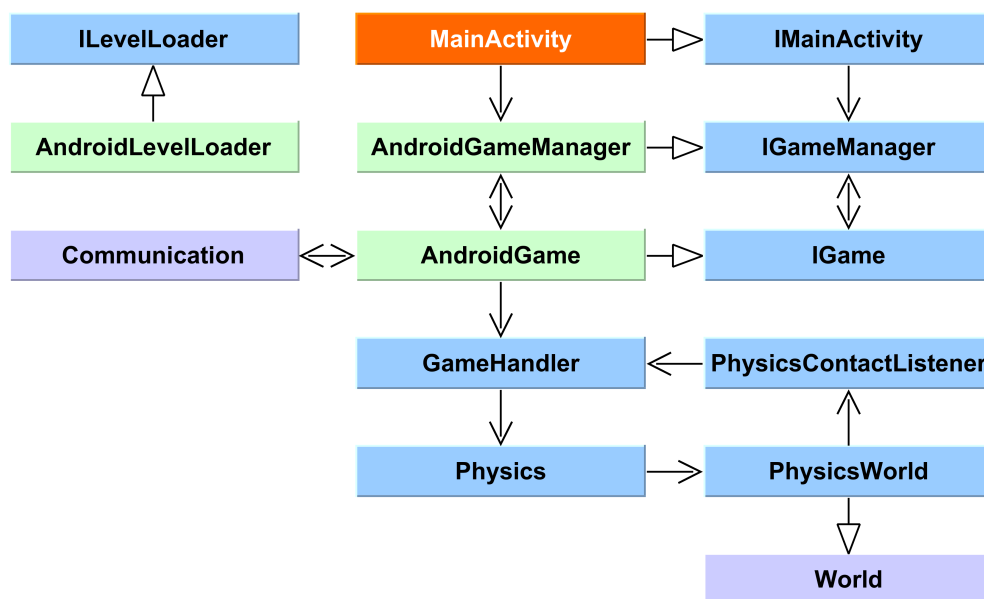 ILevelLoader
MainActivity
IMainActivity
AndroidLevelLoader
AndroidGameManager
IGameManager
Communication
AndroidGame
IGame
GameHandler
PhysicsContactListener
Physics
PhysicsWorld
World